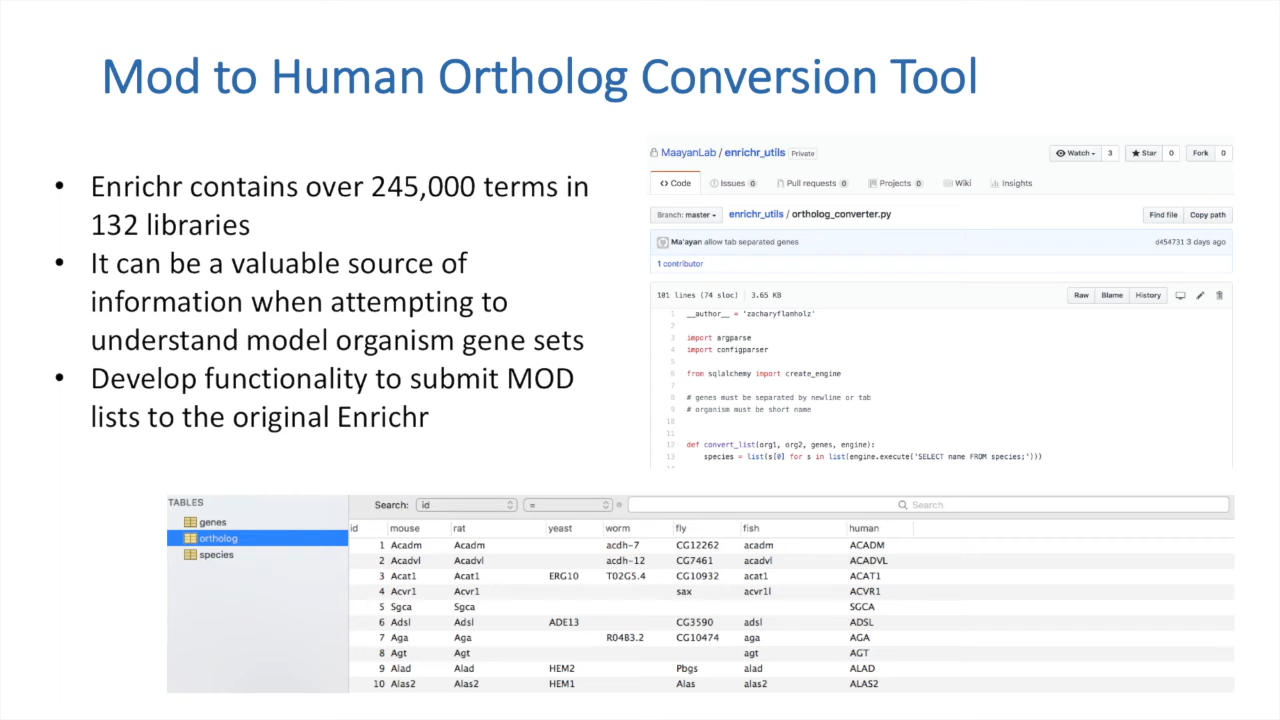 Mod to Human Ortholog Conversion Tool
• Enrichr contains over 245,000 terms in
132 libraries
• It can be a valuable source of
information when attempting to
understand model organism gene sets
• Develop functionality to submit MOD
lists to the original Enrichr
MaayanLab / enrichr_utils Private
Watch 3 Star 0 Fork 0
Code Issues 0 Pull requests 0 Projects 0 Wiki Insights
Branch: master enrichr_utils / ortholog_converter.py Find file Copy path
Ma'ayan allow tab separated genes d454731 3 days ago
1 contributor
101 lines (74 sloc) 3.65 KB Raw Blame History
1 __author__ = 'zacharyflamholz'
2
3 import argparse
4 import configparser
5
6 from sqlalchemy import create_engine
7
8 # genes must be separated by newline or tab
9 # organism must be short name
10
11
12 def convert_list(org1, org2, genes, engine):
13 species = list(s[0] for s in list(engine.execute('SELECT name FROM species;')))
TABLES
genes
ortholog
species
Search: id = Search
id mouse rat yeast worm fly fish human
1 Acadm Acadm acdh-7 CG12262 acadm ACADM
2 Acadvl Acadvl acdh-12 CG7461 acadvl ACADVL
3 Acat1 Acat1 ERG10 T02G5.4 CG10932 acat1 ACAT1
4 Acvr1 Acvr1 sax acvr1l ACVR1
5 Sgca Sgca SGCA
6 Adsl Adsl ADE13 CG3590 adsl ADSL
7 Aga Aga R04B3.2 CG10474 aga AGA
8 Agt Agt agt AGT
9 Alad Alad HEM2 Pbgs alad ALAD
10 Alas2 Alas2 HEM1 Alas alas2 ALAS2